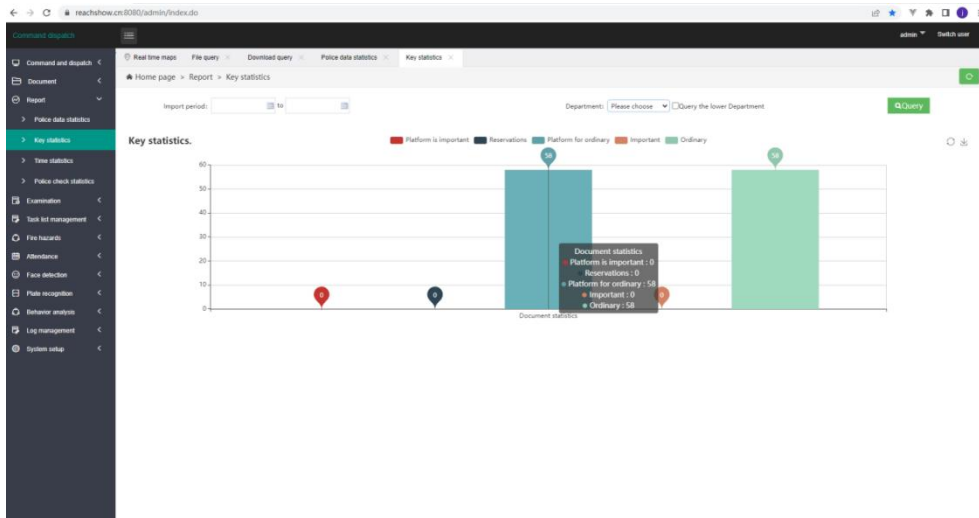 reachshow.cn:8080/admin/index.do
Command dispatch
admin
Switch user
Real time maps
File query
Download query
Police data statistics
Key statistics
Home page > Report > Key statistics
Command and dispatch
Document
Report
Police data statistics
Key statistics
Time statistics
Police check statistics
Examination
Task list management
Fire hazards
Attendance
Face detection
Plate recognition
Behavior analysis
Log management
System setup
Import period:
to
Department:
Please choose
Query the lower Department
Query
Key statistics.
Platform is important
Reservations
Platform for ordinary
Important
Ordinary
60
50
40
30
20
10
0
0
0
58
0
58
Document statistics
Platform is important : 0
Reservations : 0
Platform for ordinary : 58
Important : 0
Ordinary : 58
Document statistics